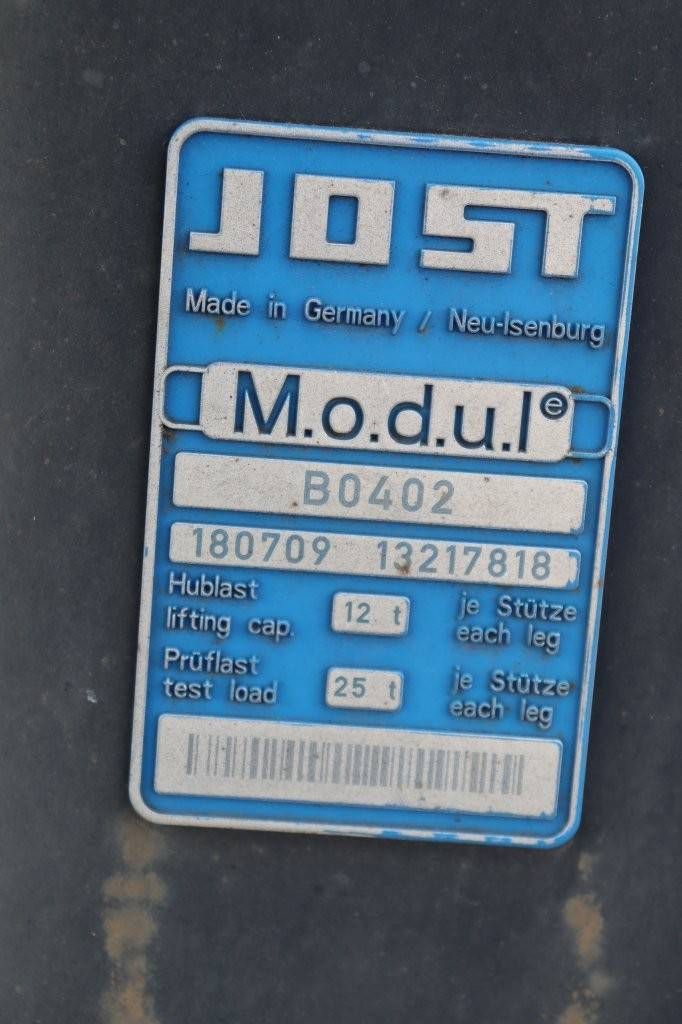 JOST
Made in Germany / Neu-Isenburg
M.o.d.u.l ⓔ
B0402
180709 13217818
Hublast
lifting cap. 12 t je Stütze
each leg
Prüflast
test load 25 t je Stütze
each leg